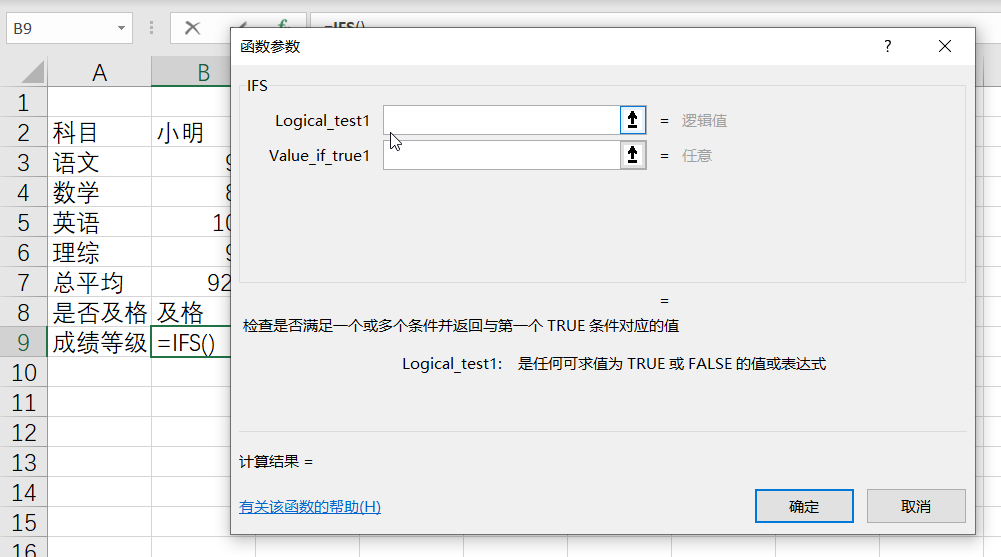 B9
=IFS()
函数参数
?
A B
1
2 科目 小明
3 语文 9
4 数学 8
5 英语 10
6 理综 9
7 总平均 92
8 是否及格 及格
9 成绩等级 =IFS()
10
11
12
13
14
15
16
IFS
Logical_test1 = 逻辑值
Value_if_true1 = 任意
=
检查是否满足一个或多个条件并返回与第一个 TRUE 条件对应的值
Logical_test1: 是任何可求值为 TRUE 或 FALSE 的值或表达式
计算结果 =
有关该函数的帮助(H)
确定
取消